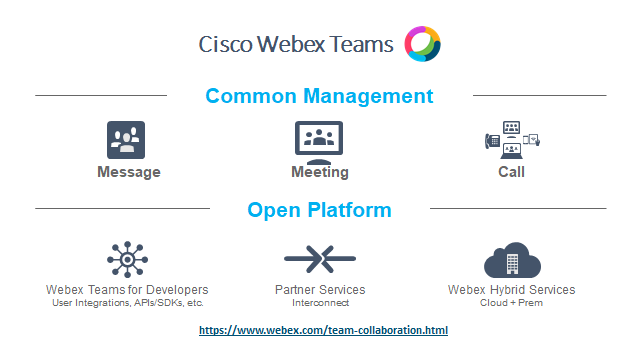 Cisco Webex Teams
Common Management
Message
Meeting
Call
Open Platform
Webex Teams for Developers
User Integrations, APIs/SDKs, etc.
Partner Services
Interconnect
Webex Hybrid Services
Cloud + Prem
https://www.webex.com/team-collaboration.html